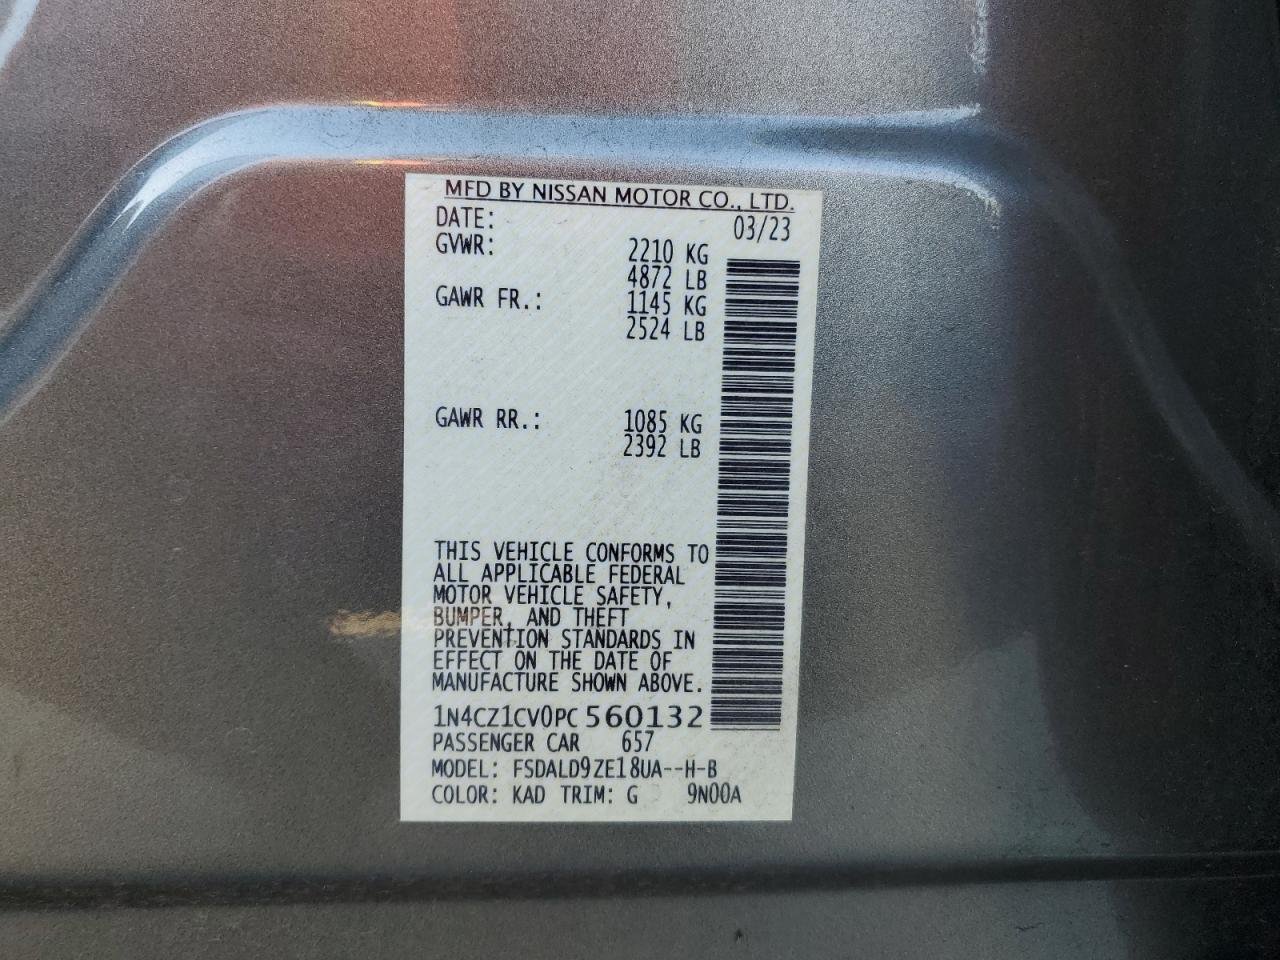 MFD BY NISSAN MOTOR CO., LTD.
DATE: 03/23
GVWR: 2210 KG
4872 LB
GAWR FR.: 1145 KG
2524 LB
GAWR RR.: 1085 KG
2392 LB
THIS VEHICLE CONFORMS TO
ALL APPLICABLE FEDERAL
MOTOR VEHICLE SAFETY,
BUMPER, AND THEFT
PREVENTION STANDARDS IN
EFFECT ON THE DATE OF
MANUFACTURE SHOWN ABOVE.
1N4CZ1CV0PC560132
PASSENGER CAR 657
MODEL: FSDALD9ZE18UA--H-B
COLOR: KAD TRIM: G 9N00A